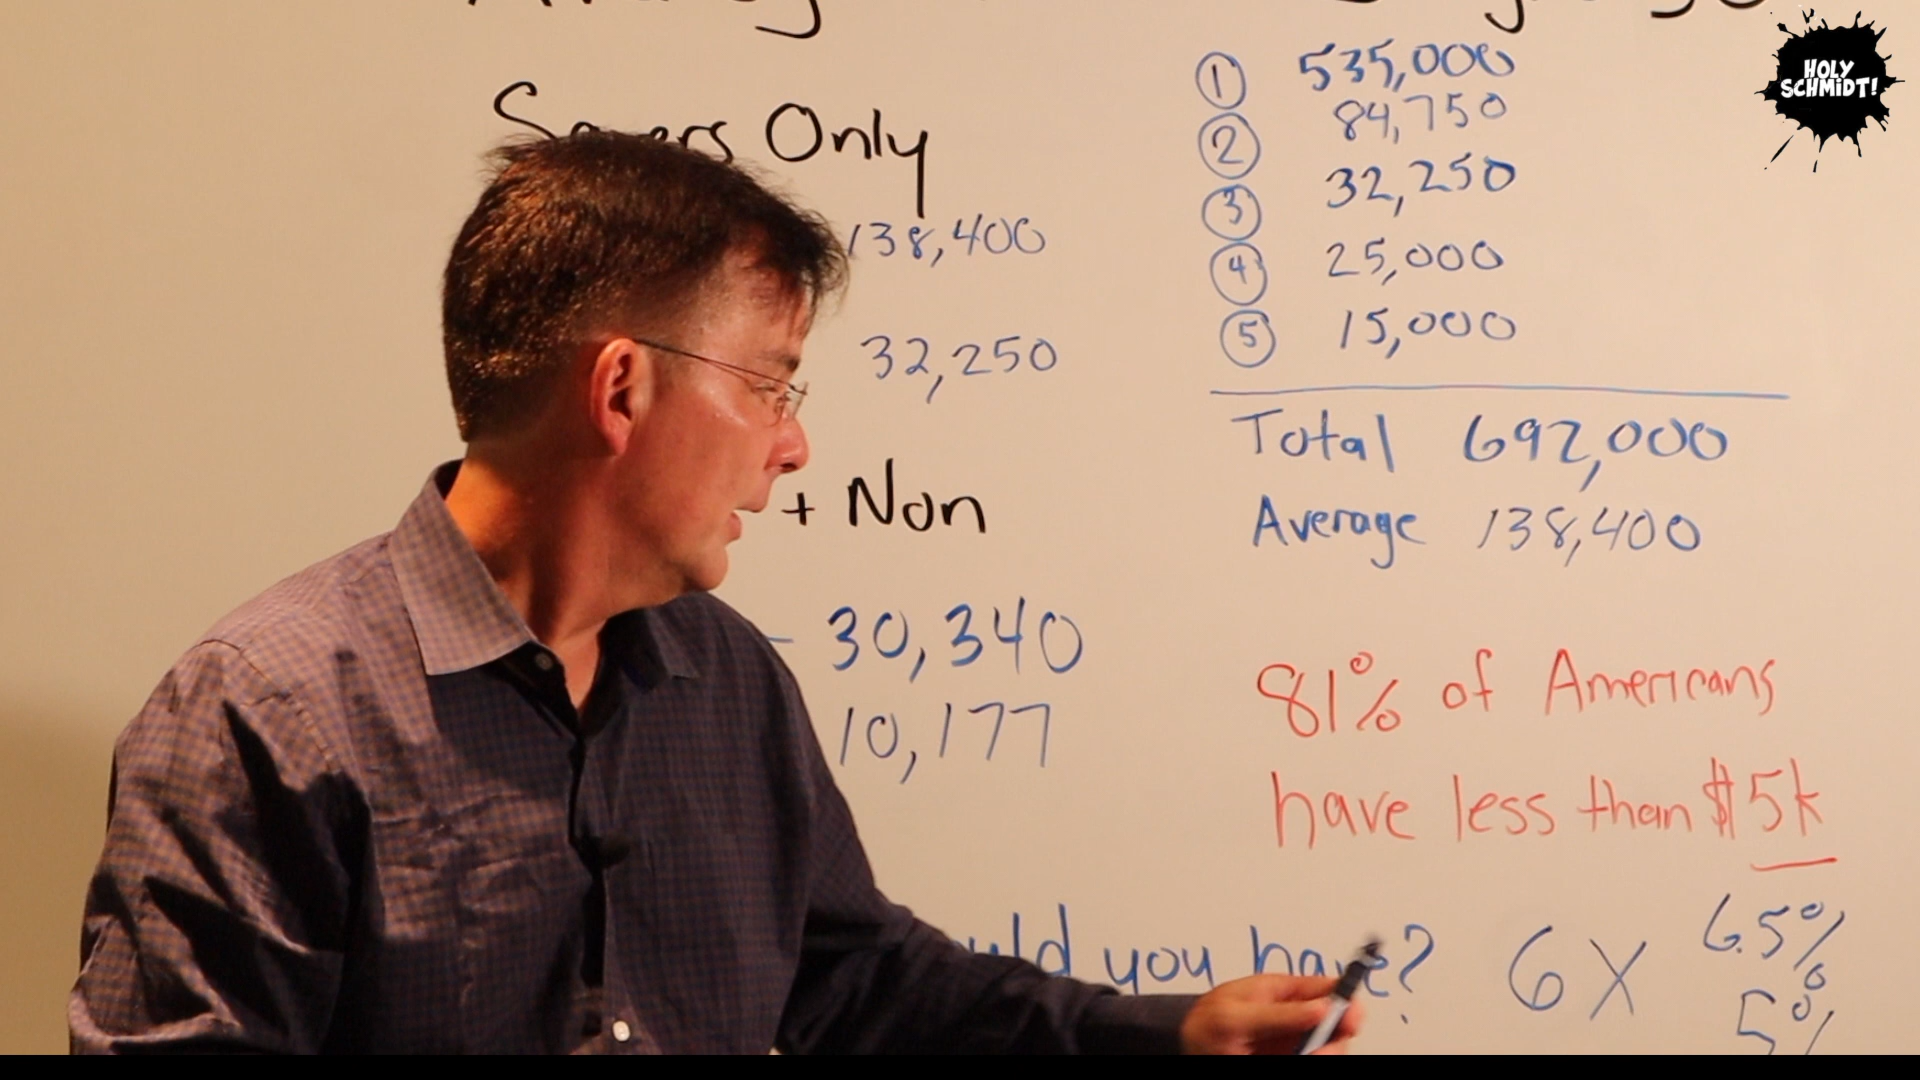 Savers Only
138,400
32,250
+ Non
- 30,340
10,177
① 535,000
② 84,750
③ 32,250
④ 25,000
⑤ 15,000
Total 692,000
Average 138,400
81% of Americans
have less than $5k
you have? 6X 6.5%
5%
HOLY
SCHMiDT!